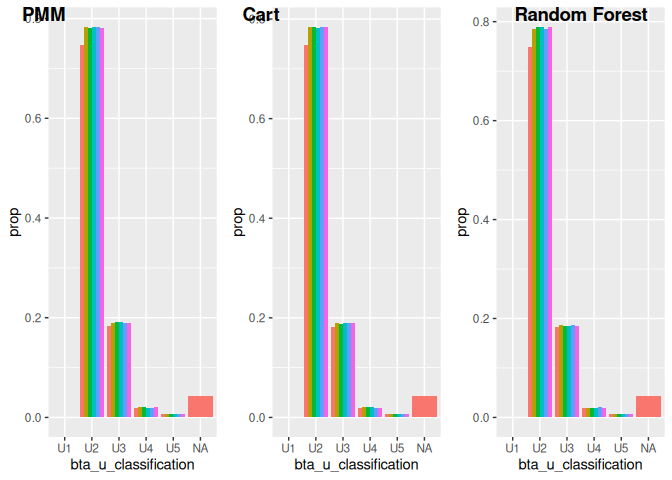 PMM
0.8
0.6
0.4
0.2
0.0
prop
U1 U2 U3 U4 U5 NA
bta_u_classification
Cart
0.8
0.6
0.4
0.2
0.0
prop
U1 U2 U3 U4 U5 NA
bta_u_classification
Random Forest
0.8
0.6
0.4
0.2
0.0
prop
U1 U2 U3 U4 U5 NA
bta_u_classification